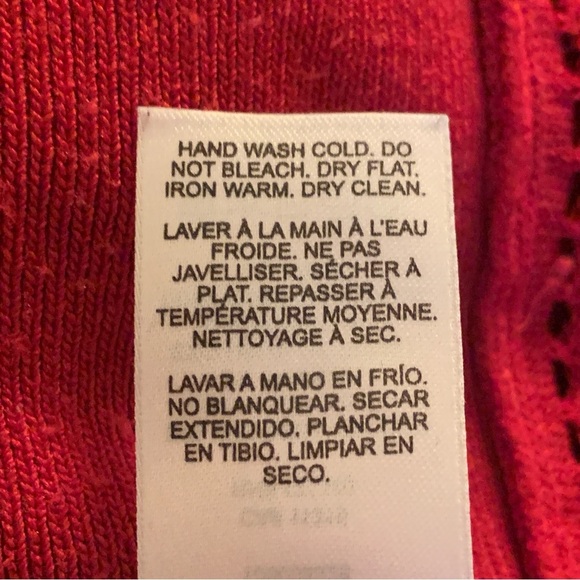 HAND WASH COLD. DO
NOT BLEACH. DRY FLAT.
IRON WARM. DRY CLEAN.
LAVER À LA MAIN À L'EAU
FROIDE. NE PAS
JAVELLISER. SÉCHER À
PLAT. REPASSER À
TEMPÉRATURE MOYENNE.
NETTOYAGE À SEC.
LAVAR A MANO EN FRÍO.
NO BLANQUEAR. SECAR
EXTENDIDO. PLANCHAR
EN TIBIO. LIMPIAR EN
SECO.